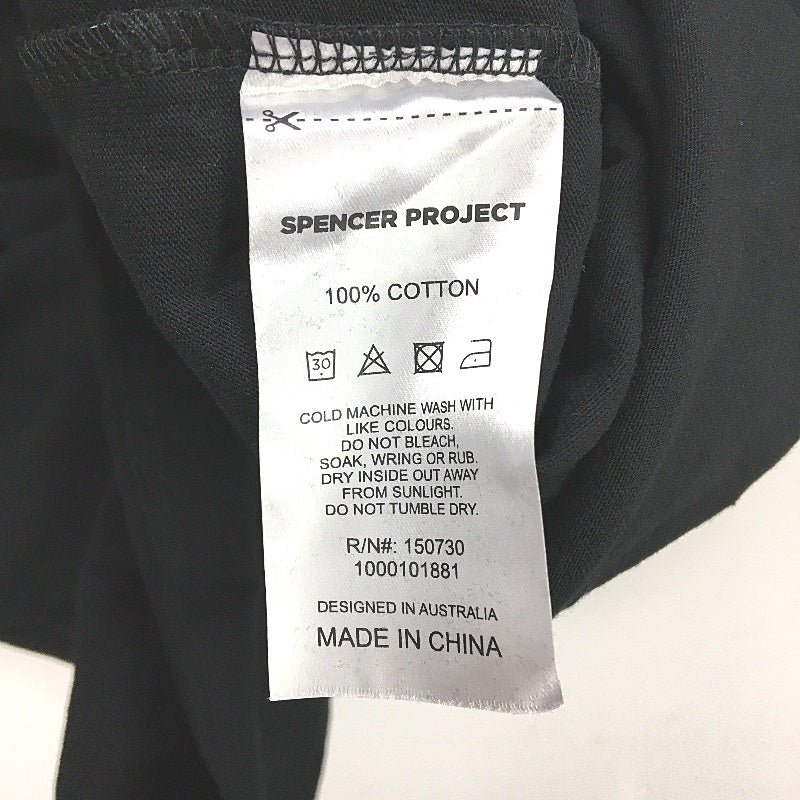 SPENCER PROJECT
100% COTTON
30
COLD MACHINE WASH WITH
LIKE COLOURS.
DO NOT BLEACH,
SOAK, WRING OR RUB.
DRY INSIDE OUT AWAY
FROM SUNLIGHT.
DO NOT TUMBLE DRY.
R/N#: 150730
1000101881
DESIGNED IN AUSTRALIA
MADE IN CHINA